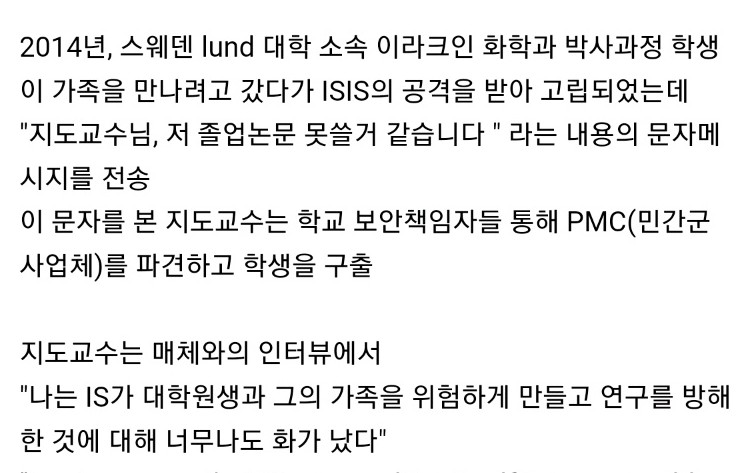 2014년, 스웨덴 lund 대학 소속 이라크인 화학과 박사과정 학생
이 가족을 만나려고 갔다가 ISIS의 공격을 받아 고립되었는데
"지도교수님, 저 졸업논문 못쓸거 같습니다 " 라는 내용의 문자메
시지를 전송
이 문자를 본 지도교수는 학교 보안책임자들 통해 PMC(민간군
사업체)를 파견하고 학생을 구출
지도교수는 매체와의 인터뷰에서
"나는 IS가 대학원생과 그의 가족을 위험하게 만들고 연구를 방해
한 것에 대해 너무나도 화가 났다"